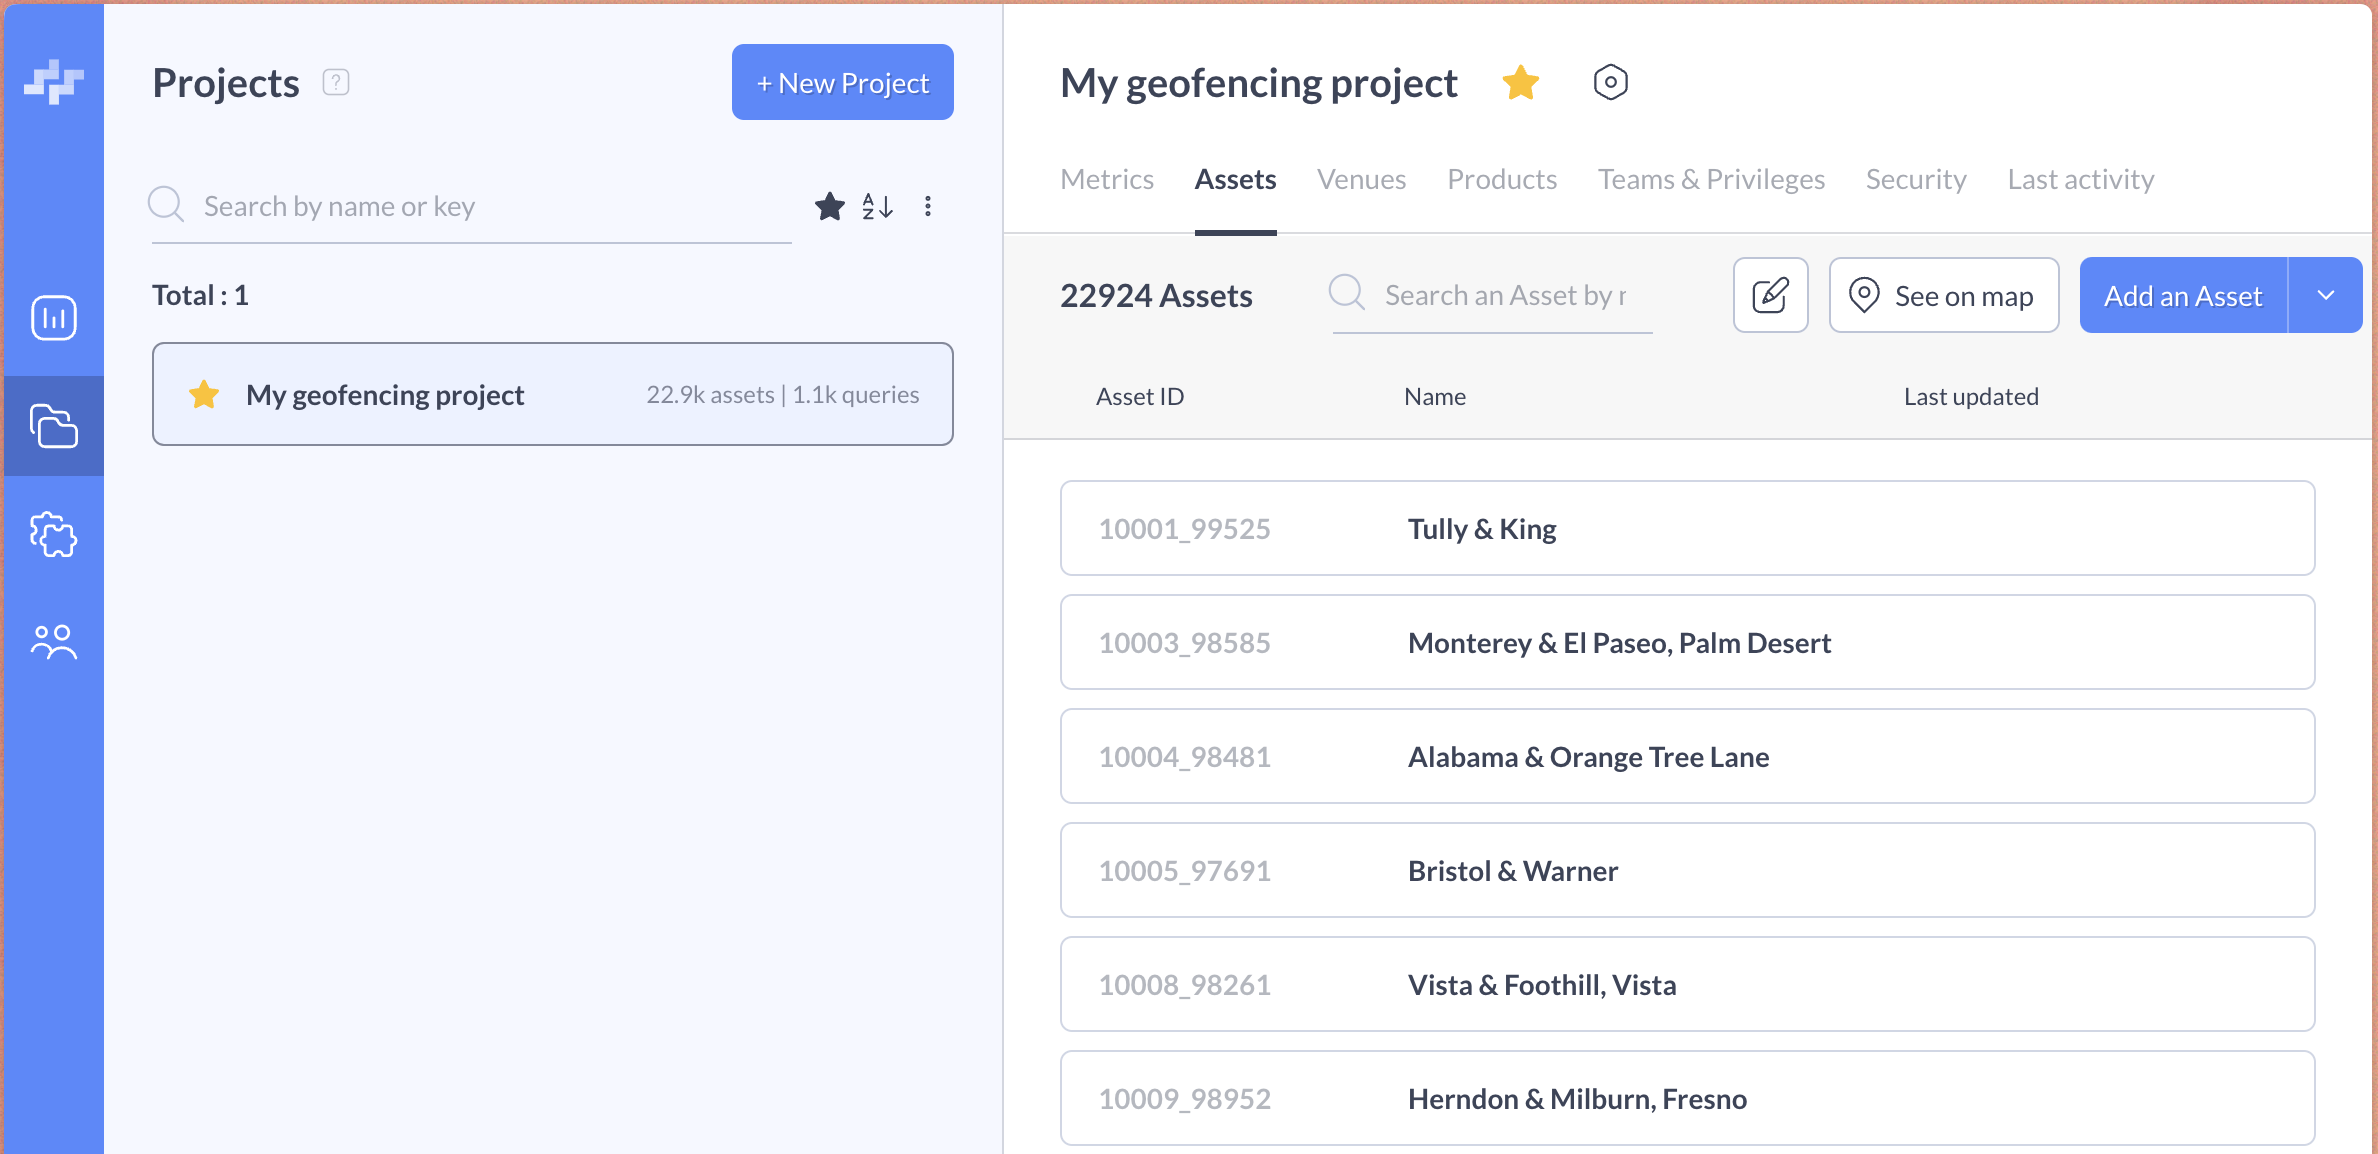 Projects
?
+ New Project
Search by name or key
A
Z
Total : 1
My geofencing project
22.9k assets | 1.1k queries
My geofencing project
Metrics
Assets
Venues
Products
Teams & Privileges
Security
Last activity
22924 Assets
Search an Asset by r
See on map
Add an Asset
Asset ID
Name
Last updated
10001_99525
Tully & King
10003_98585
Monterey & El Paseo, Palm Desert
10004_98481
Alabama & Orange Tree Lane
10005_97691
Bristol & Warner
10008_98261
Vista & Foothill, Vista
10009_98952
Herndon & Milburn, Fresno